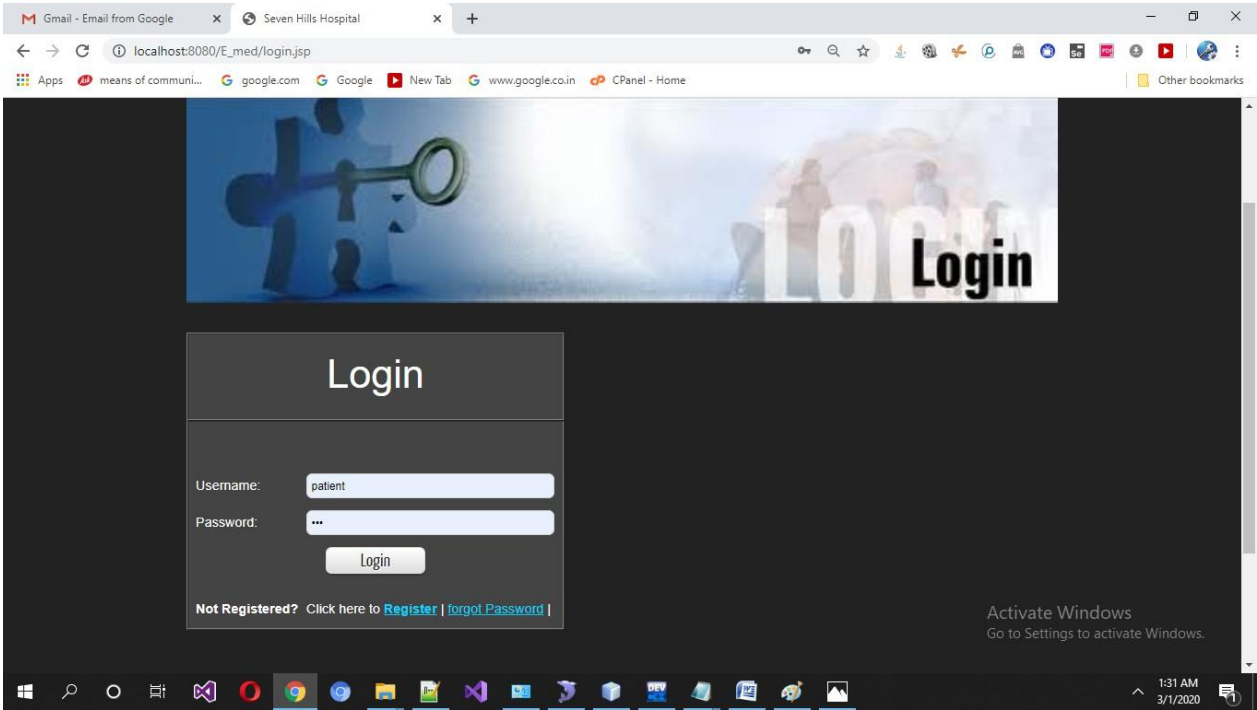 Gmail - Email from Google
Seven Hills Hospital
localhost:8080/E_med/login.jsp
Apps means of communi... google.com Google New Tab www.google.co.in CPanel - Home Other bookmarks
LOGIN
Login
Login
Username: patient
Password: •••
Login
Not Registered? Click here to Register | forgot Password |
Activate Windows
Go to Settings to activate Windows.
DEV
1:31 AM
3/1/2020